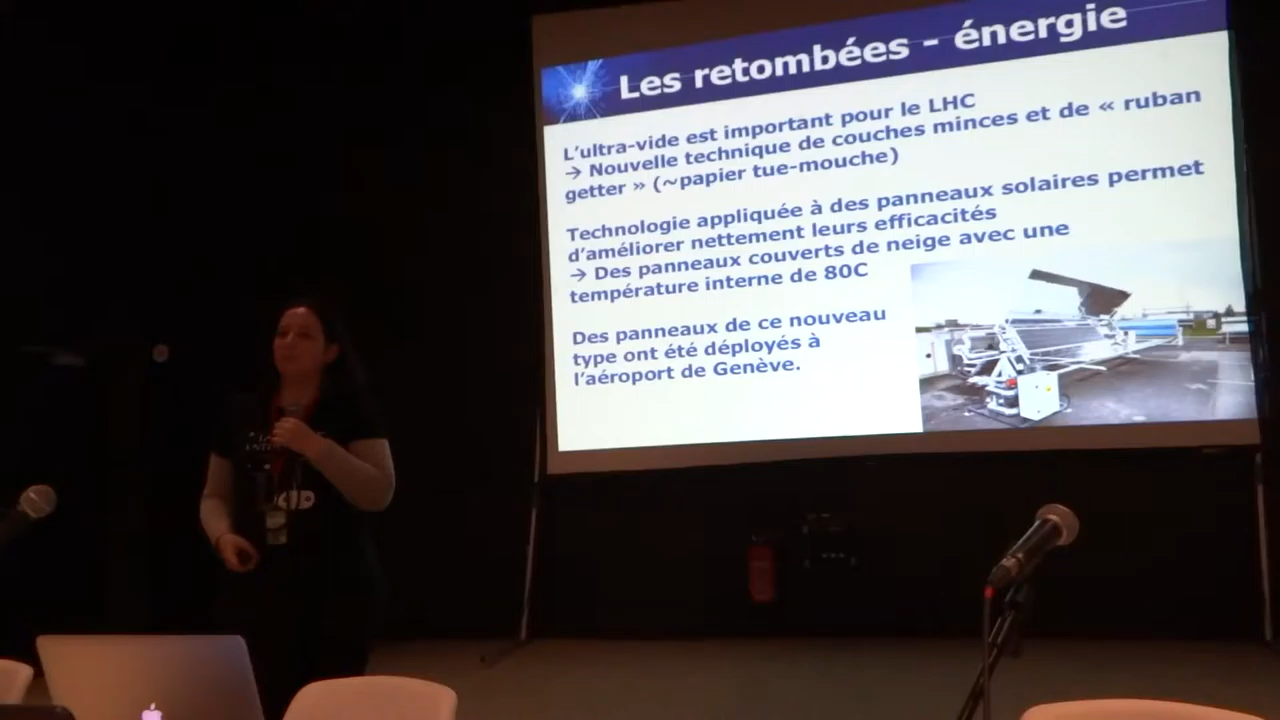 Les retombées - énergie
L’ultra-vide est important pour le LHC
→ Nouvelle technique de couches minces et de « ruban
getter » (~papier tue-mouche)
Technologie appliquée à des panneaux solaires permet
d’améliorer nettement leurs efficacités
→ Des panneaux couverts de neige avec une
température interne de 80C
Des panneaux de ce nouveau
type ont été déployés à
l’aéroport de Genève.